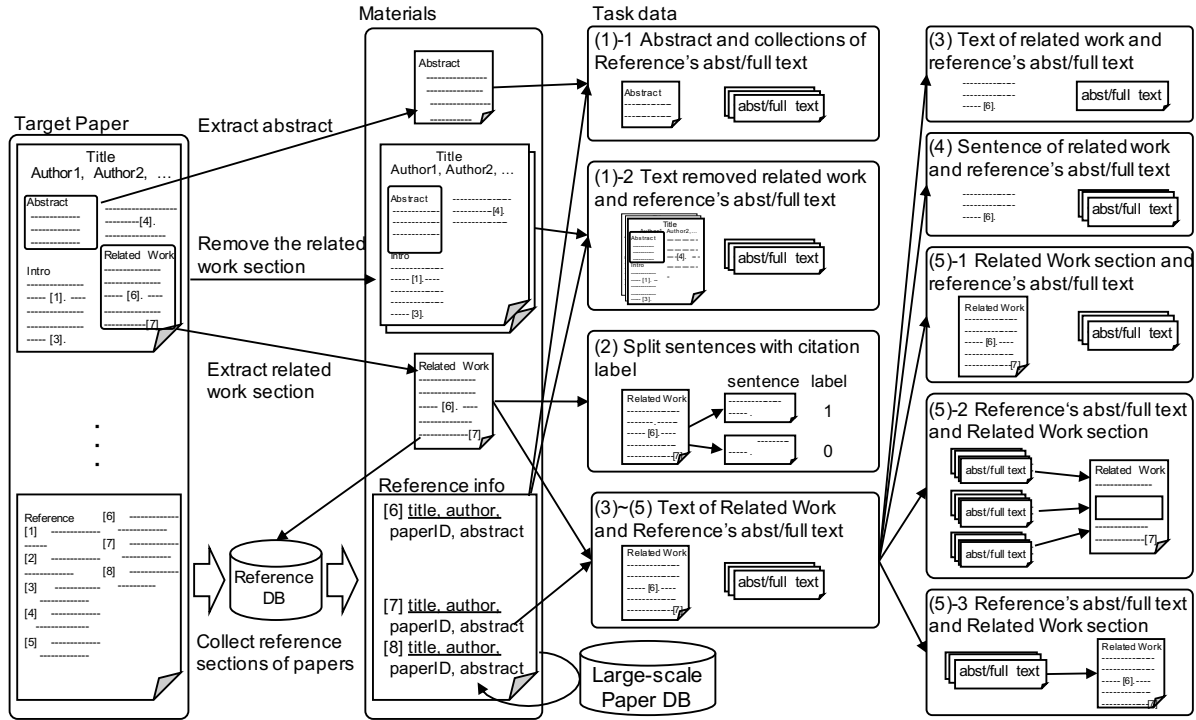 Target Paper
Title
Author1, Author2, …
Abstract
--------[4].
Related Work
Intro
----- [6]. ---
----- [1]. ----
--------[7]
----- [3].
Reference
[1]
[2]
[3]
[4]
[5]
[6]
[7]
[8]
Extract abstract
Remove the related
work section
Extract related
work section
Reference
DB
Collect reference
sections of papers
Materials
Abstract
Title
Author1, Author2, …
Abstract
--------[4].
Intro
----- [1].----
----- [3].
Related Work
----- [6]. ----
-----------[7]
Reference info
[6] title, author,
paperID, abstract
[7] title, author,
paperID, abstract
[8] title, author,
paperID, abstract
Large-scale
Paper DB
Task data
(1)-1 Abstract and collections of
Reference’s abst/full text
Abstract
abst/full text
(1)-2 Text removed related work
and reference’s abst/full text
Title
Author1, Author2,…
Abstract
[4].
Intro
---- [1]. --
---- [3].
abst/full text
(2) Split sentences with citation
label
sentence label
Related Work
----- [6].----
[7]
1
0
(3)~(5) Text of Related Work
and Reference’s abst/full text
Related Work
----- [6].----
[7]
abst/full text
(3) Text of related work and
reference’s abst/full text
----- [6].
abst/full text
(4) Sentence of related work
and reference’s abst/full text
----- [6].
abst/full text
(5)-1 Related Work section and
reference’s abst/full text
Related Work
----- [6].----
[7]
abst/full text
(5)-2 Reference‘s abst/full text
and Related Work section
abst/full text
abst/full text
abst/full text
Related Work
[7]
(5)-3 Reference’s abst/full text
and Related Work section
abst/full text
Related Work
----- [6].----
[7]